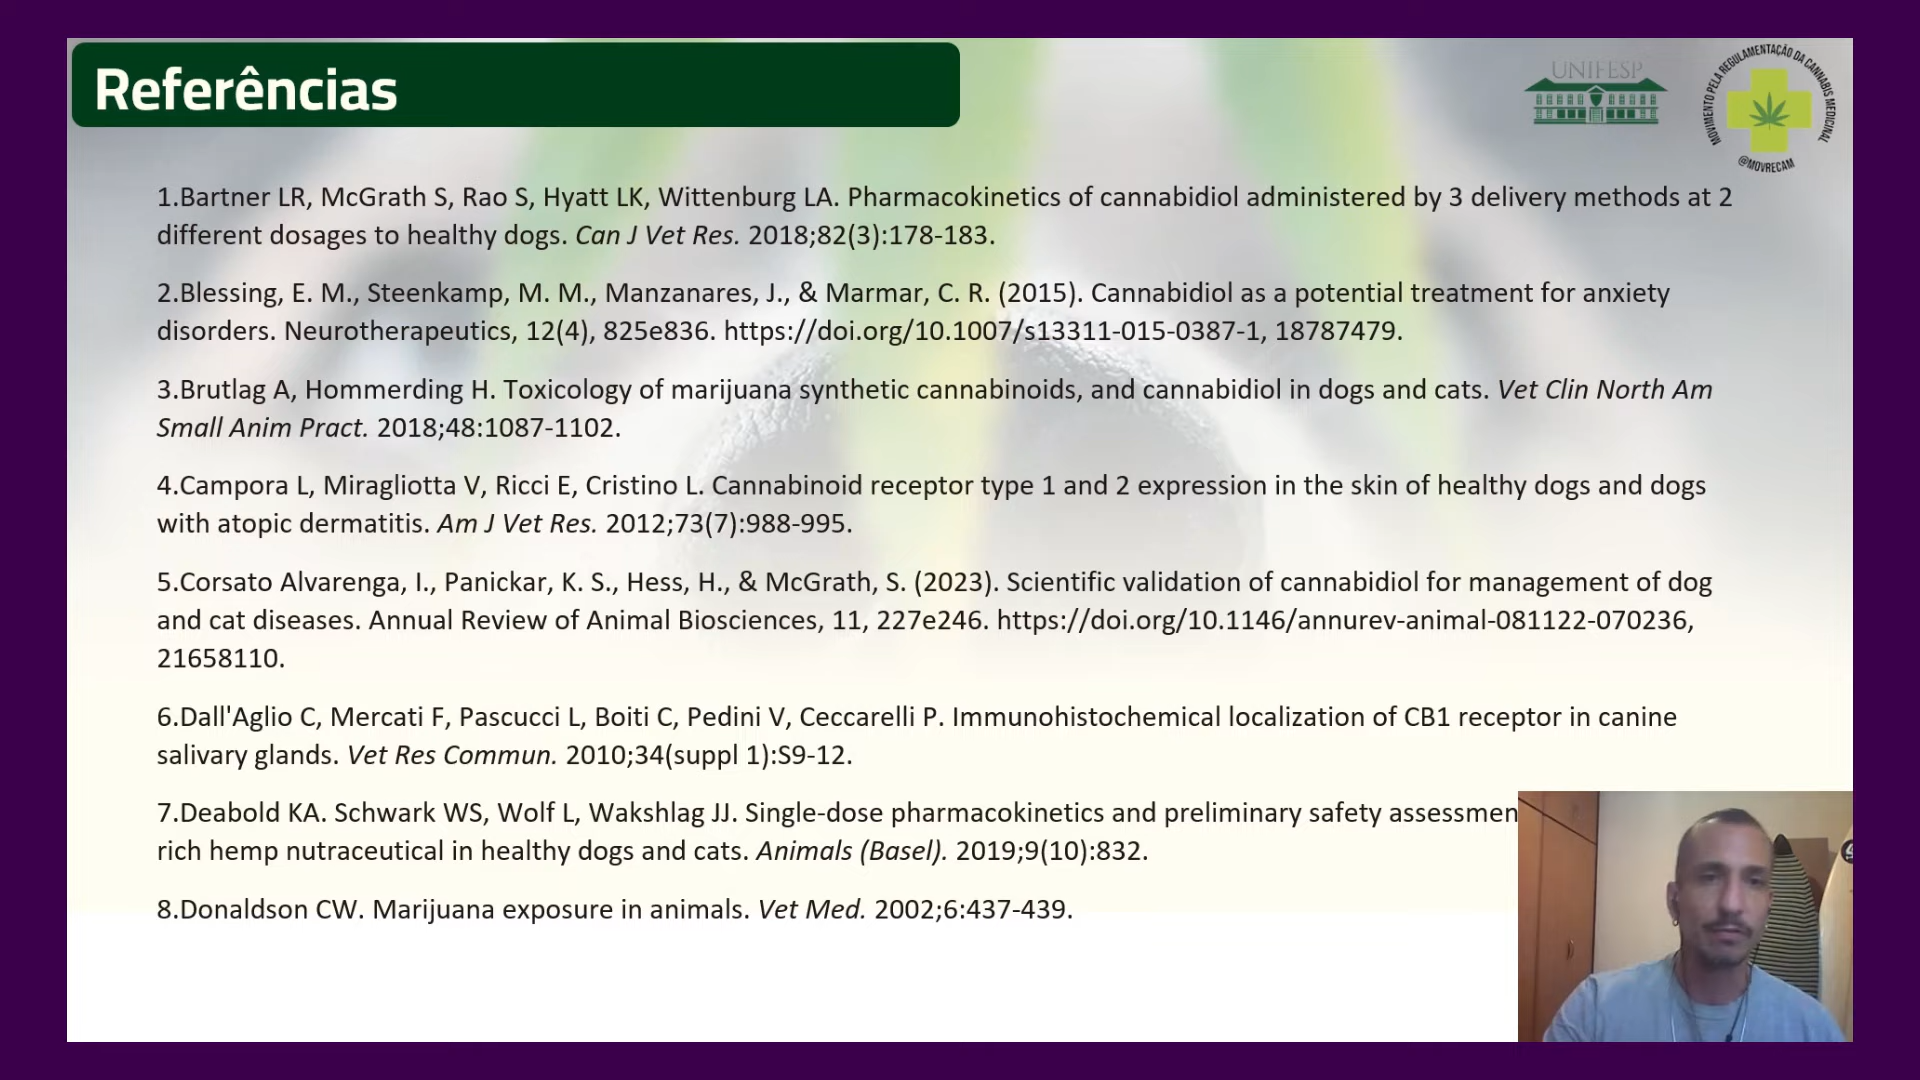 Referências
UNIFESP
MOVIMENTO PELA REGULAMENTAÇÃO DA CANNABIS MEDICINAL
@MOVRECAM
1.Bartner LR, McGrath S, Rao S, Hyatt LK, Wittenburg LA. Pharmacokinetics of cannabidiol administered by 3 delivery methods at 2
different dosages to healthy dogs. Can J Vet Res. 2018;82(3):178-183.
2.Blessing, E. M., Steenkamp, M. M., Manzanares, J., & Marmar, C. R. (2015). Cannabidiol as a potential treatment for anxiety
disorders. Neurotherapeutics, 12(4), 825e836. https://doi.org/10.1007/s13311-015-0387-1, 18787479.
3.Brutlag A, Hommerding H. Toxicology of marijuana synthetic cannabinoids, and cannabidiol in dogs and cats. Vet Clin North Am
Small Anim Pract. 2018;48:1087-1102.
4.Campora L, Miragliotta V, Ricci E, Cristino L. Cannabinoid receptor type 1 and 2 expression in the skin of healthy dogs and dogs
with atopic dermatitis. Am J Vet Res. 2012;73(7):988-995.
5.Corsato Alvarenga, I., Panickar, K. S., Hess, H., & McGrath, S. (2023). Scientific validation of cannabidiol for management of dog
and cat diseases. Annual Review of Animal Biosciences, 11, 227e246. https://doi.org/10.1146/annurev-animal-081122-070236,
21658110.
6.Dall'Aglio C, Mercati F, Pascucci L, Boiti C, Pedini V, Ceccarelli P. Immunohistochemical localization of CB1 receptor in canine
salivary glands. Vet Res Commun. 2010;34(suppl 1):S9-12.
7.Deabold KA. Schwark WS, Wolf L, Wakshlag JJ. Single-dose pharmacokinetics and preliminary safety assessmen
rich hemp nutraceutical in healthy dogs and cats. Animals (Basel). 2019;9(10):832.
8.Donaldson CW. Marijuana exposure in animals. Vet Med. 2002;6:437-439.